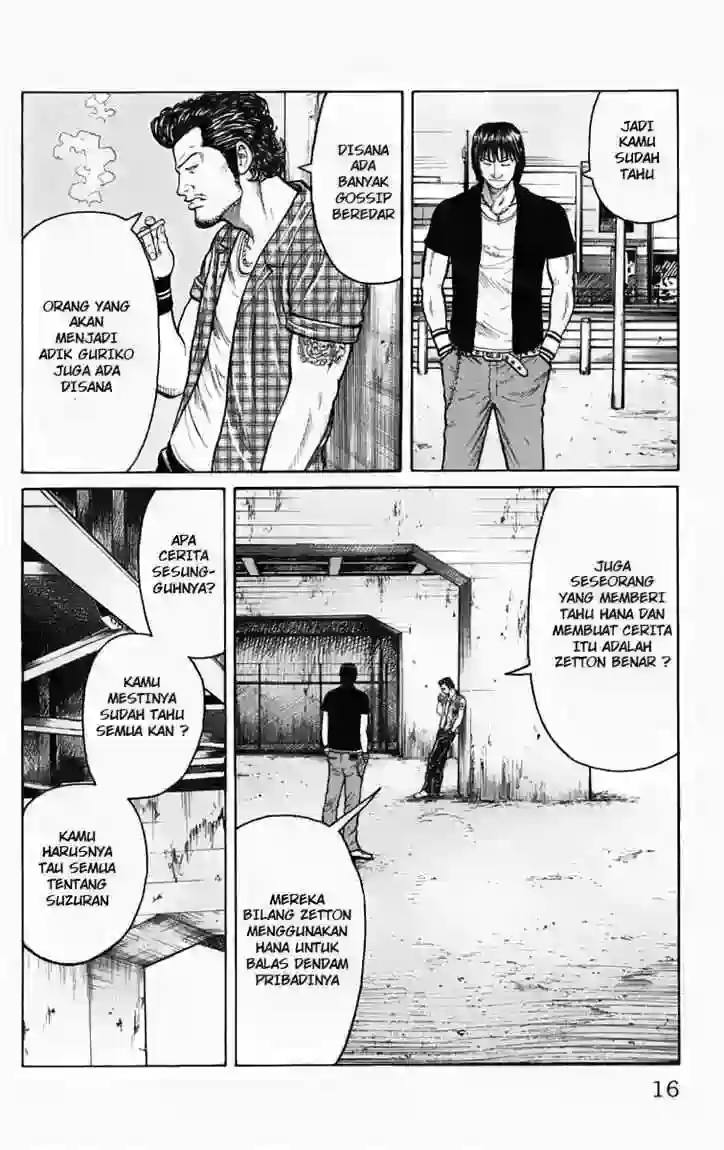 JADI
KAMU
SUDAH
TAHU
DISANA
ADA
BANYAK
GOSSIP
BEREDAR
ORANG YANG
AKAN
MENJADI
ADIK GURIKO
JUGA ADA
DISANA
JUGA
SESEORANG
YANG MEMBERI
TAHU HANA DAN
MEMBUAT CERITA
ITU ADALAH
ZETTON BENAR ?
MEREKA
BILANG ZETTON
MENGGUNAKAN
HANA UNTUK
BALAS DENDAM
PRIBADINYA
APA
CERITA
SESUNG-
GUHNYA?
KAMU
MESTINYA
SUDAH TAHU
SEMUA KAN ?
KAMU
HARUSNYA
TAU SEMUA
TENTANG
SUZURAN
16